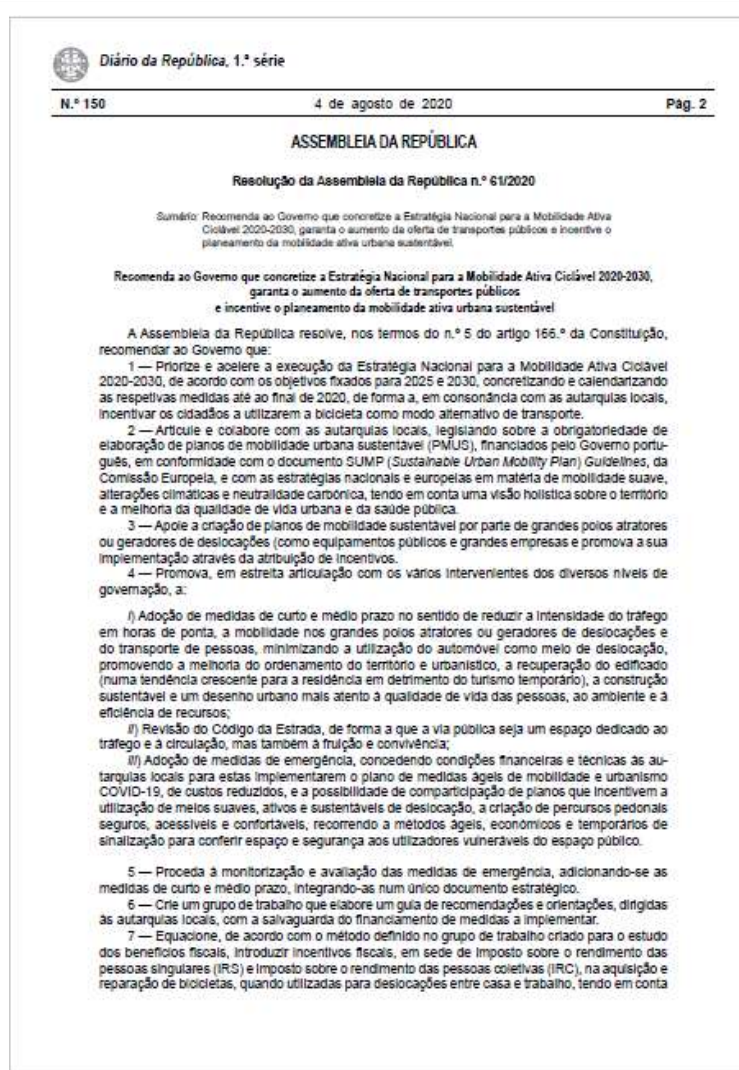 Diário da República, 1.ª série
N.º 150 4 de agosto de 2020 Pág. 2
ASSEMBLEIA DA REPÚBLICA
Resolução da Assembleia da República n.º 61/2020
Sumário: Recomenda ao Governo que concretize a Estratégia Nacional para a Mobilidade Ativa
Ciclável 2020-2030, garanta o aumento da oferta de transportes públicos e incentive o
planeamento da mobilidade ativa urbana sustentável.
Recomenda ao Governo que concretize a Estratégia Nacional para a Mobilidade Ativa Ciclável 2020-2030,
garanta o aumento da oferta de transportes públicos
e incentive o planeamento da mobilidade ativa urbana sustentável
A Assembleia da República resolve, nos termos do n.º 5 do artigo 166.º da Constituição,
recomendar ao Governo que:
1 — Priorize e acelere a execução da Estratégia Nacional para a Mobilidade Ativa Ciclável
2020-2030, de acordo com os objetivos fixados para 2025 e 2030, concretizando e calendarizando
as respetivas medidas até ao final de 2020, de forma a, em consonância com as autarquias locais,
incentivar os cidadãos a utilizarem a bicicleta como modo alternativo de transporte.
2 — Articule e colabore com as autarquias locais, legislando sobre a obrigatoriedade de
elaboração de planos de mobilidade urbana sustentável (PMUS), financiados pelo Governo portu-
guês, em conformidade com o documento SUMP (Sustainable Urban Mobility Plan) Guidelines, da
Comissão Europeia, e com as estratégias nacionais e europeias em matéria de mobilidade suave,
alterações climáticas e neutralidade carbónica, tendo em conta uma visão holística sobre o território
e a melhoria da qualidade de vida urbana e da saúde pública.
3 — Apoie a criação de planos de mobilidade sustentável por parte de grandes polos atratores
ou geradores de deslocações (como equipamentos públicos e grandes empresas e promova a sua
implementação através da atribuição de incentivos.
4 — Promova, em estreita articulação com os vários intervenientes dos diversos níveis de
governação, a:
i) Adoção de medidas de curto e médio prazo no sentido de reduzir a intensidade do tráfego
em horas de ponta, a mobilidade nos grandes polos atratores ou geradores de deslocações e
do transporte de pessoas, minimizando a utilização do automóvel como meio de deslocação,
promovendo a melhoria do ordenamento do território e urbanístico, a recuperação do edificado
(numa tendência crescente para a residência em detrimento do turismo temporário), a construção
sustentável e um desenho urbano mais atento à qualidade de vida das pessoas, ao ambiente e à
eficiência de recursos;
ii) Revisão do Código da Estrada, de forma a que a via pública seja um espaço dedicado ao
tráfego e à circulação, mas também à fruição e convivência;
iii) Adoção de medidas de emergência, concedendo condições financeiras e técnicas às au-
tarquias locais para estas implementarem o plano de medidas ágeis de mobilidade e urbanismo
COVID-19, de custos reduzidos, e a possibilidade de comparticipação de planos que incentivem a
utilização de meios suaves, ativos e sustentáveis de deslocação, a criação de percursos pedonais
seguros, acessíveis e confortáveis, recorrendo a métodos ágeis, económicos e temporários de
sinalização para conferir espaço e segurança aos utilizadores vulneráveis do espaço público.
5 — Proceda à monitorização e avaliação das medidas de emergência, adicionando-se as
medidas de curto e médio prazo, integrando-as num único documento estratégico.
6 — Crie um grupo de trabalho que elabore um guia de recomendações e orientações, dirigidas
às autarquias locais, com a salvaguarda do financiamento de medidas a implementar.
7 — Equacione, de acordo com o método definido no grupo de trabalho criado para o estudo
dos benefícios fiscais, introduzir incentivos fiscais, em sede de imposto sobre o rendimento das
pessoas singulares (IRS) e imposto sobre o rendimento das pessoas coletivas (IRC), na aquisição e
reparação de bicicletas, quando utilizadas para deslocações entre casa e trabalho, tendo em conta